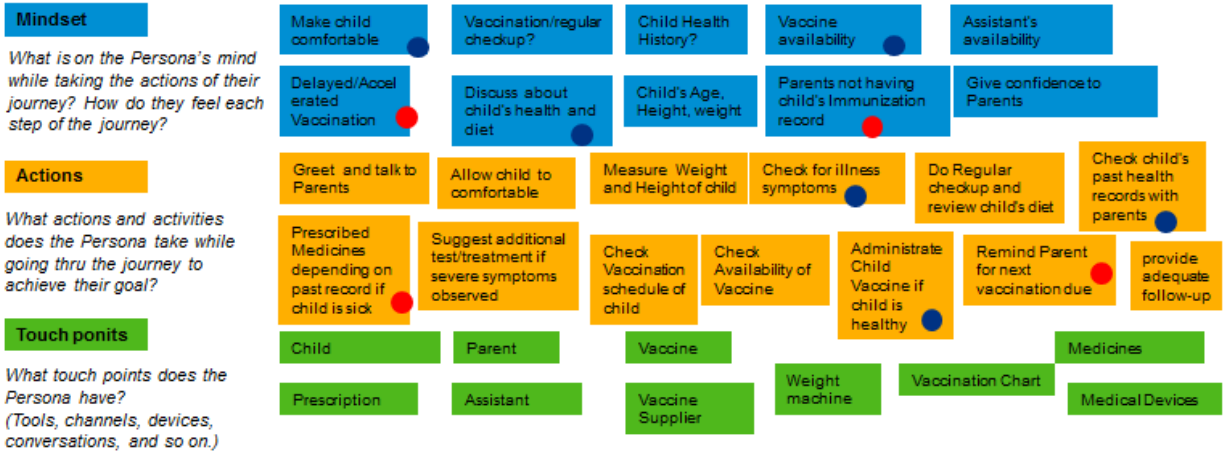 Mindset
What is on the Persona's mind
while taking the actions of their
journey? How do they feel each
step of the journey?
Make child
comfortable
Vaccination/regular
checkup?
Child Health
History?
Vaccine
availability
Assistant's
availability
Delayed/Accel
erated
Vaccination
Discuss about
child's health and
diet
Child's Age,
Height, weight
Parents not having
child's Immunization
record
Give confidence to
Parents
Actions
What actions and activities
does the Persona take while
going thru the journey to
achieve their goal?
Greet and talk to
Parents
Allow child to
comfortable
Measure Weight
and Height of child
Check for illness
symptoms
Do Regular
checkup and
review child's diet
Check child's
past health
records with
parents
Prescribed
Medicines
depending on
past record if
child is sick
Suggest additional
test/treatment if
severe symptoms
observed
Check
Vaccination
schedule of
child
Check
Availability of
Vaccine
Administrate
Child
Vaccine if
child is
healthy
Remind Parent
for next
vaccination due
provide
adequate
follow-up
Touch ponits
What touch points does the
Persona have?
(Tools, channels, devices,
conversations, and so on.)
Child
Parent
Vaccine
Medicines
Prescription
Assistant
Vaccine
Supplier
Weight
machine
Vaccination Chart
Medical Devices